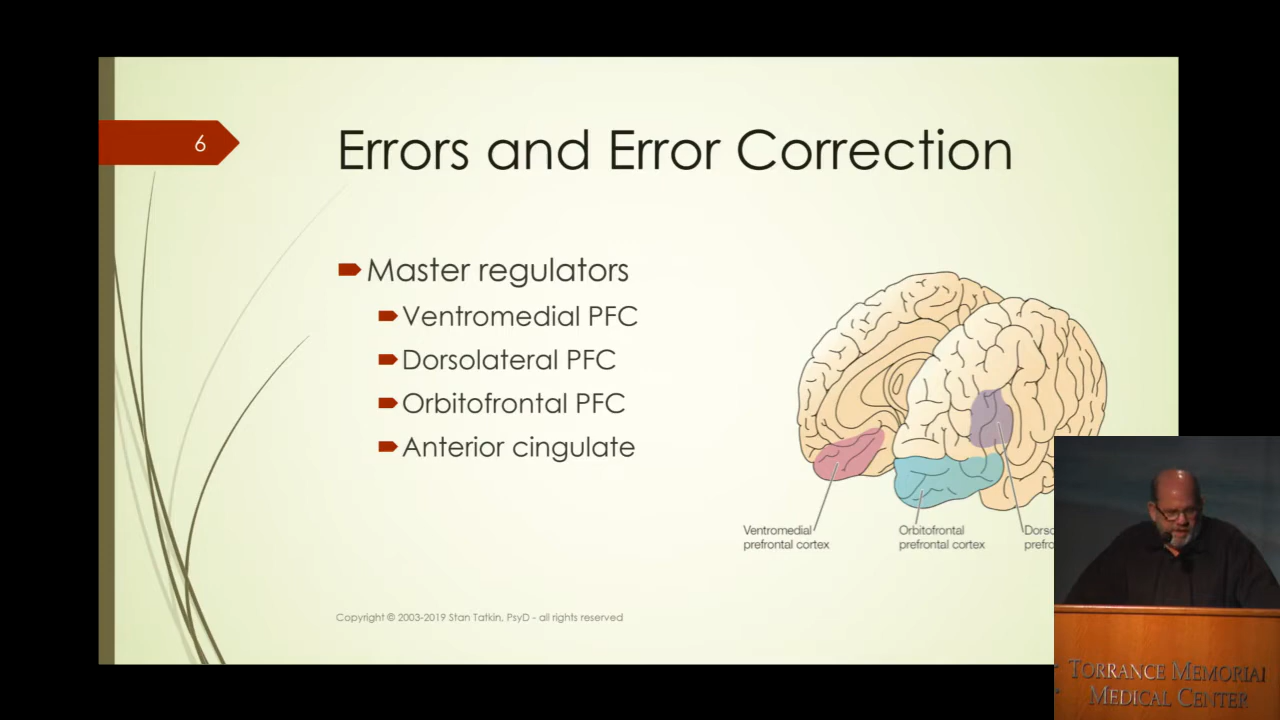 6
Errors and Error Correction
Master regulators
Ventromedial PFC
Dorsolateral PFC
Orbitofrontal PFC
Anterior cingulate
Ventromedial
prefrontal cortex
Orbitofrontal
prefrontal cortex
Copyright © 2003-2019 Stan Tatkin, PsyD - all rights reserved
TORRANCE MEMORIAL
MEDICAL CENTER